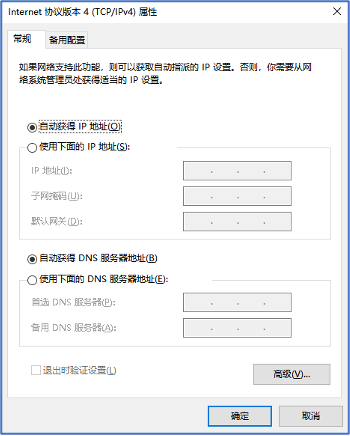 Internet 协议版本 4 (TCP/IPv4) 属性
常规 备用配置
如果网络支持此功能，则可以获取自动指派的 IP 设置。否则，你需要从网
络系统管理员处获得适当的 IP 设置。
自动获得 IP 地址(O)
使用下面的 IP 地址(S):
IP 地址(I):
子网掩码(U):
默认网关(D):
自动获得 DNS 服务器地址(B)
使用下面的 DNS 服务器地址(E):
首选 DNS 服务器(P):
备用 DNS 服务器(A):
退出时验证设置(L)
高级(V)...
确定 取消